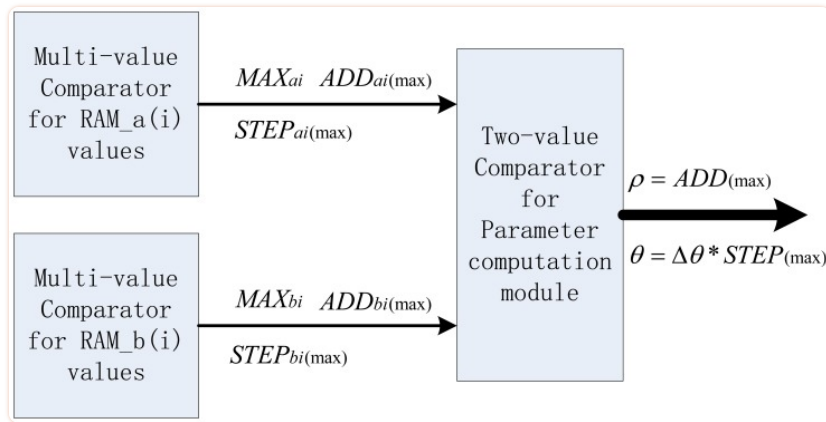 Multi-value
Comparator
for RAM_a(i)
values
MAXai ADDai(max)
STEPai(max)
Multi-value
Comparator
for RAM_b(i)
values
MAXbi ADDbi(max)
STEPbi(max)
Two-value
Comparator
for
Parameter
computation
module
ρ = ADD(max)
θ = Δθ * STEP(max)